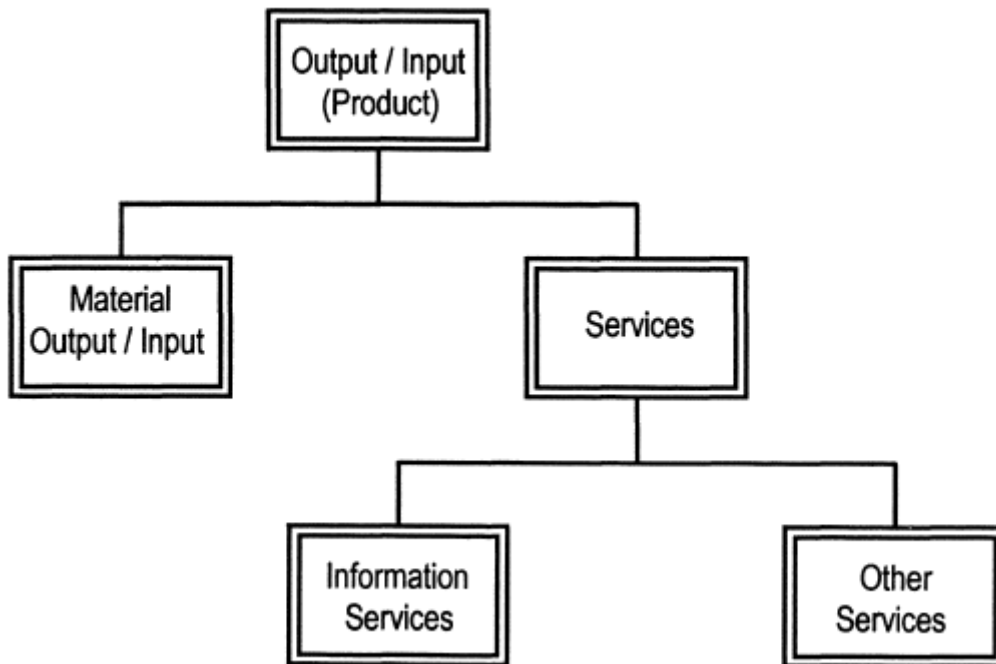 Output / Input
(Product)
Material
Output / Input
Services
Information
Services
Other
Services